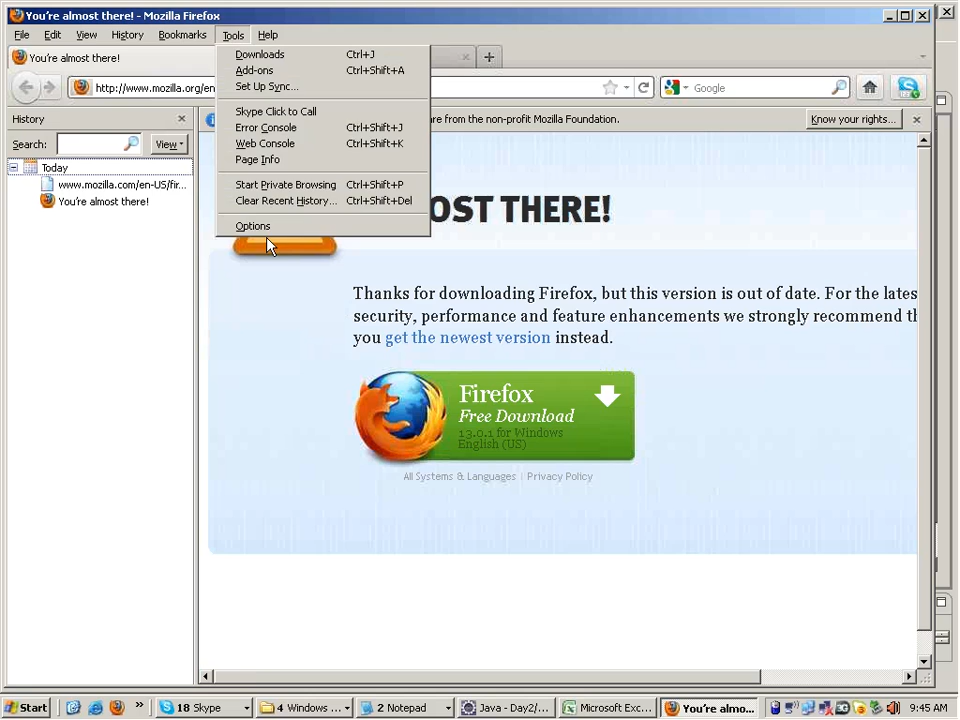 You're almost there! - Mozilla Firefox
File Edit View History Bookmarks Tools Help
You're almost there!
http://www.mozilla.org/en
Google
History
Search:
View
Today
www.mozilla.com/en-US/fir...
You're almost there!
Downloads Ctrl+J
Add-ons Ctrl+Shift+A
Set Up Sync...
Skype Click to Call
Error Console Ctrl+Shift+J
Web Console Ctrl+Shift+K
Page Info
Start Private Browsing Ctrl+Shift+P
Clear Recent History... Ctrl+Shift+Del
Options
are from the non-profit Mozilla Foundation.
Know your rights...
OST THERE!
Thanks for downloading Firefox, but this version is out of date. For the lates
security, performance and feature enhancements we strongly recommend th
you get the newest version instead.
Firefox
Free Download
13.0.1 for Windows
English (US)
All Systems & Languages | Privacy Policy
Start
18 Skype
4 Windows ...
2 Notepad
Java - Day2/...
Microsoft Exc...
You're almo...
9:45 AM